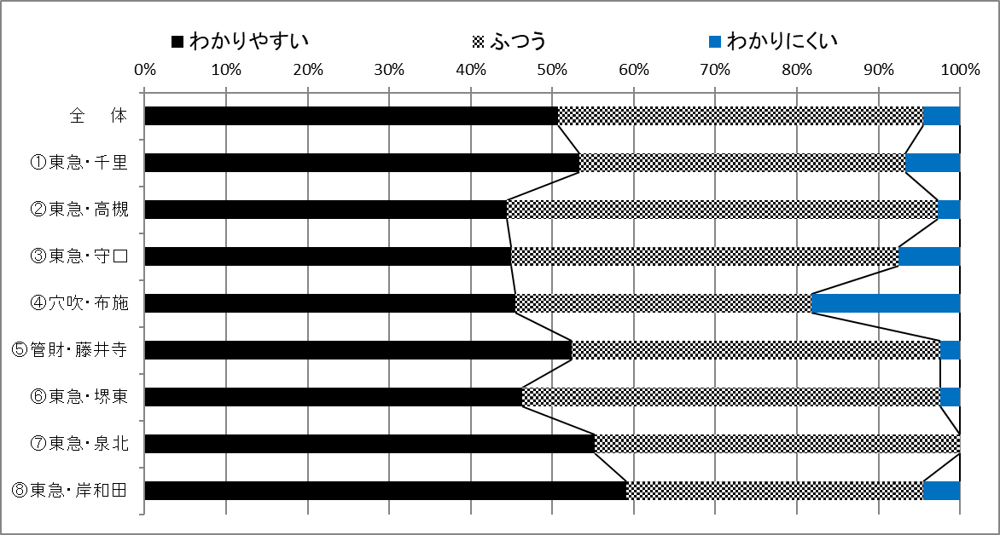 わかりやすい ふつう わかりにくい
0% 10% 20% 30% 40% 50% 60% 70% 80% 90% 100%
全 体
①東急・千里
②東急・高槻
③東急・守口
④穴吹・布施
⑤管財・藤井寺
⑥東急・堺東
⑦東急・泉北
⑧東急・岸和田